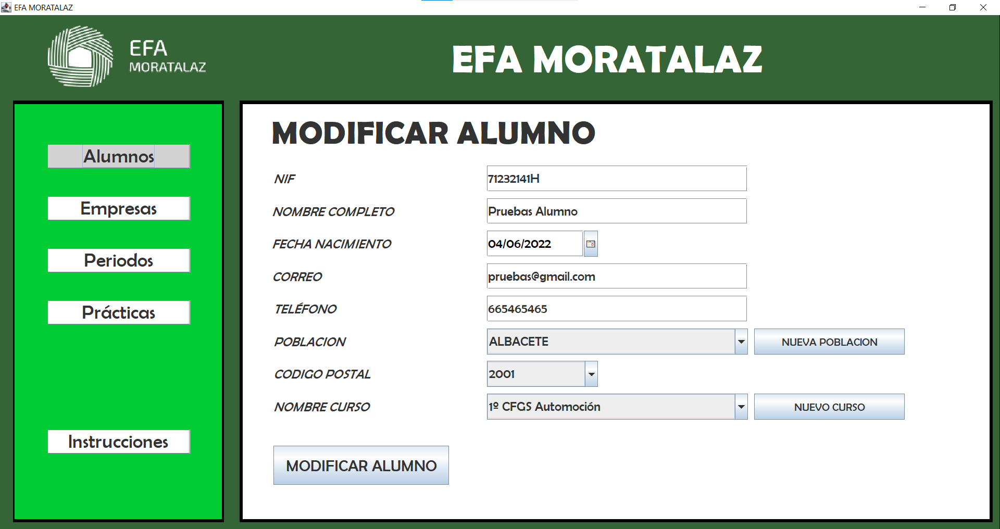 EFA MORATALAZ
EFA
MORATALAZ
EFA MORATALAZ
Alumnos
Empresas
Periodos
Prácticas
Instrucciones
MODIFICAR ALUMNO
NIF 71232141H
NOMBRE COMPLETO Pruebas Alumno
FECHA NACIMIENTO 04/06/2022
CORREO pruebas@gmail.com
TELÉFONO 665465465
POBLACION ALBACETE NUEVA POBLACION
CODIGO POSTAL 2001
NOMBRE CURSO 1º CFGS Automoción NUEVO CURSO
MODIFICAR ALUMNO